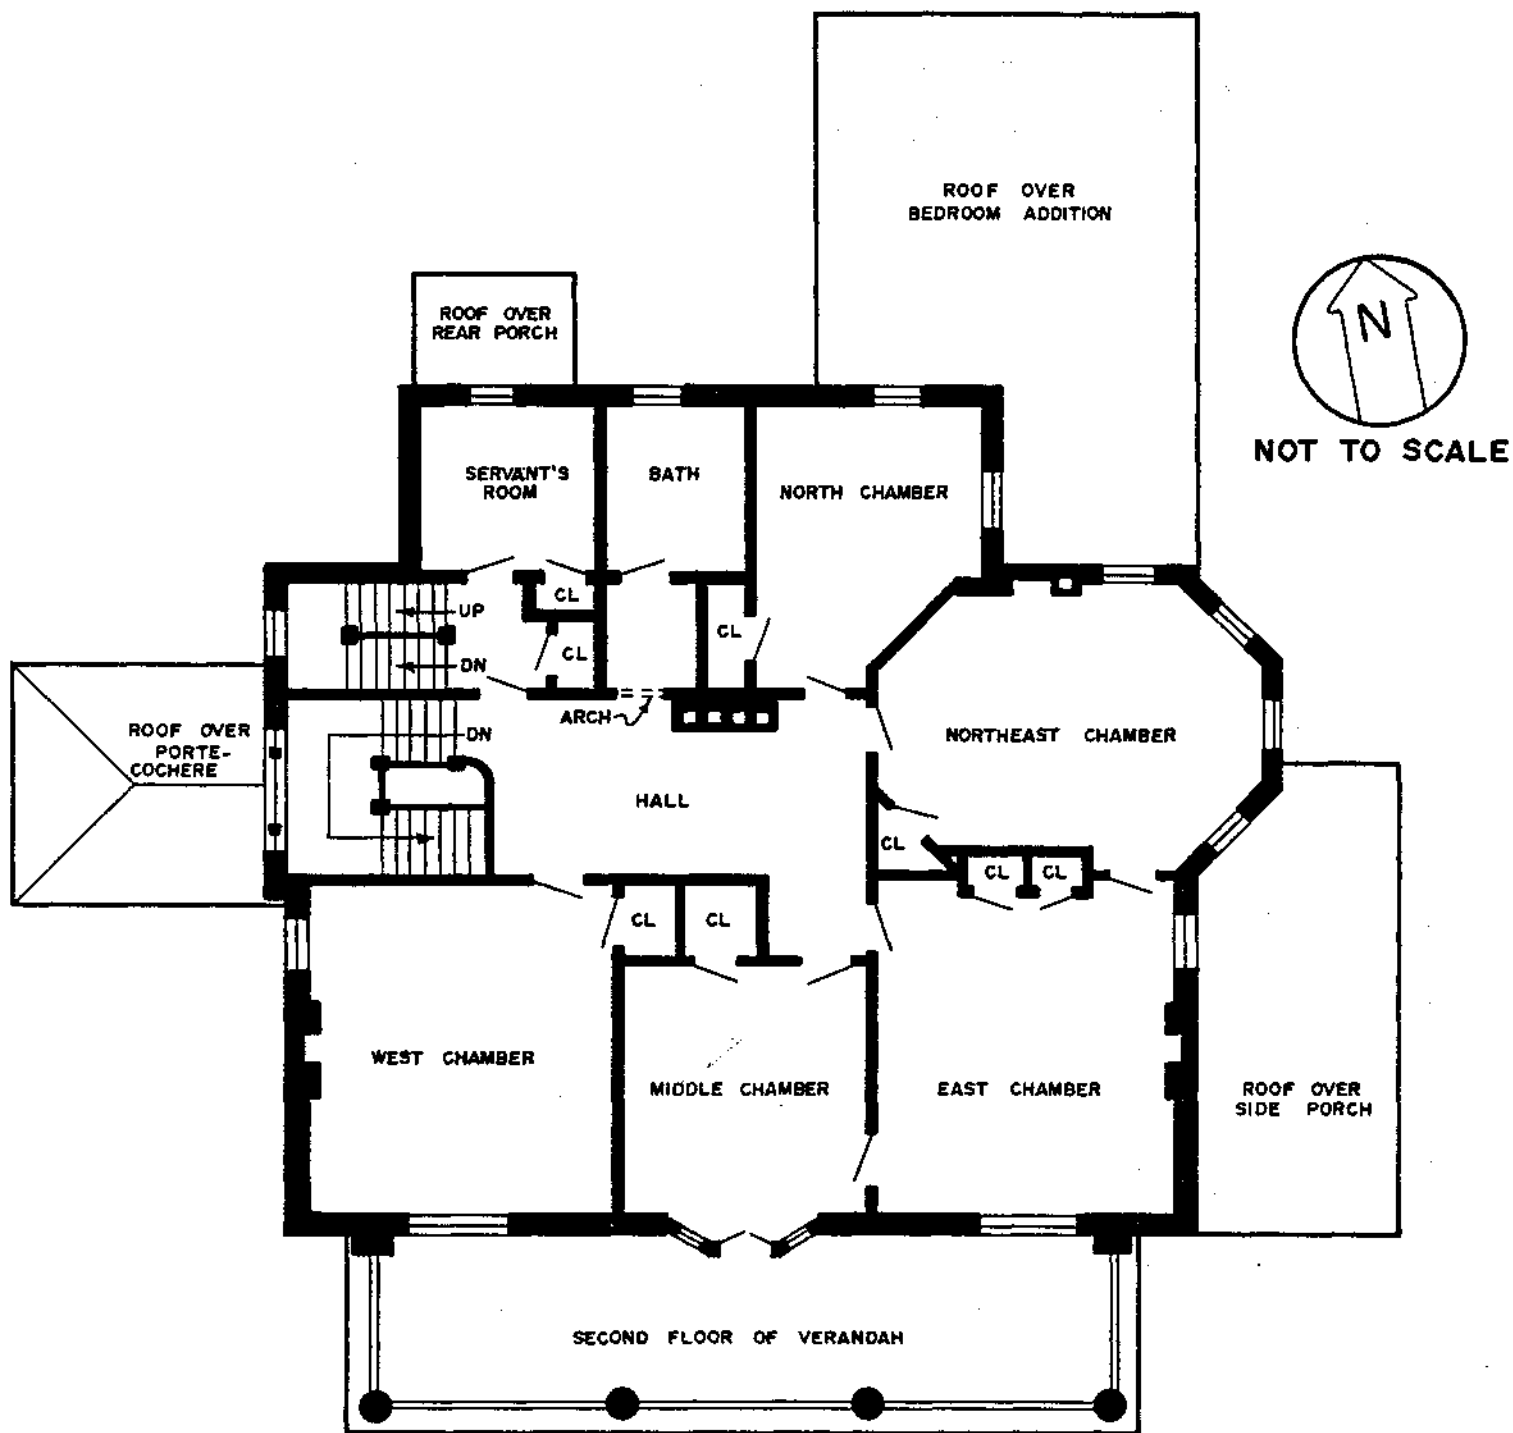 ROOF OVER
BEDROOM ADDITION
ROOF OVER
REAR PORCH
N
NOT TO SCALE
SERVANT'S
ROOM
BATH
NORTH CHAMBER
CL
UP
CL
CL
DN
ARCH
ROOF OVER
PORTE-
COCHERE
DN
NORTHEAST CHAMBER
HALL
CL
CL
CL
CL
CL
WEST CHAMBER
MIDDLE CHAMBER
EAST CHAMBER
ROOF OVER
SIDE PORCH
SECOND FLOOR OF VERANDAH